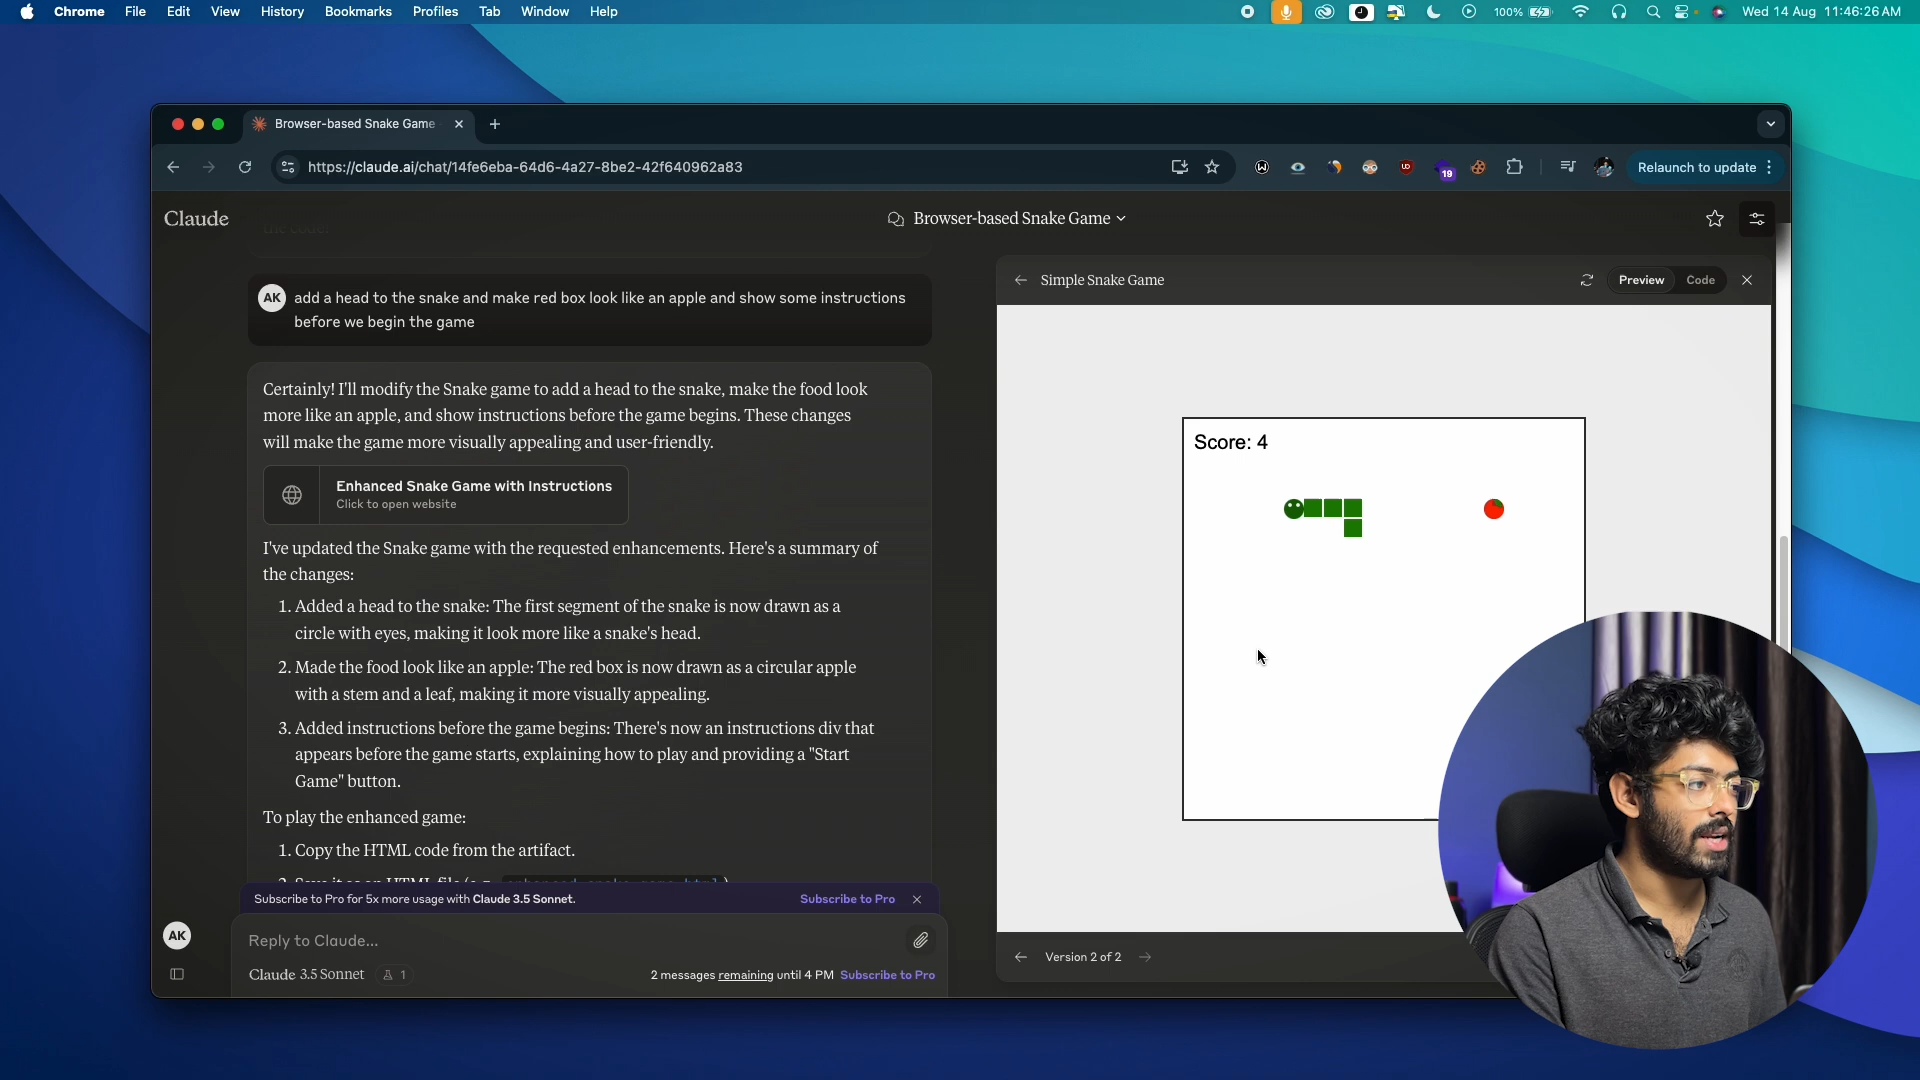 Chrome File Edit View History Bookmarks Profiles Tab Window Help
100% Wed 14 Aug 11:46:26 AM
Browser-based Snake Game
https://claude.ai/chat/14fe6eba-64d6-4a27-8be2-42f640962a83
UD
19
Relaunch to update
Claude
Browser-based Snake Game
the code!
AK
add a head to the snake and make red box look like an apple and show some instructions
before we begin the game
Certainly! I'll modify the Snake game to add a head to the snake, make the food look
more like an apple, and show instructions before the game begins. These changes
will make the game more visually appealing and user-friendly.
Enhanced Snake Game with Instructions
Click to open website
I've updated the Snake game with the requested enhancements. Here's a summary of
the changes:
1. Added a head to the snake: The first segment of the snake is now drawn as a
circle with eyes, making it look more like a snake's head.
2. Made the food look like an apple: The red box is now drawn as a circular apple
with a stem and a leaf, making it more visually appealing.
3. Added instructions before the game begins: There's now an instructions div that
appears before the game starts, explaining how to play and providing a "Start
Game" button.
To play the enhanced game:
1. Copy the HTML code from the artifact.
Subscribe to Pro for 5x more usage with Claude 3.5 Sonnet.
Subscribe to Pro
AK
Reply to Claude...
Claude 3.5 Sonnet
1
2 messages remaining until 4 PM Subscribe to Pro
Simple Snake Game
Preview
Code
Score: 4
Version 2 of 2